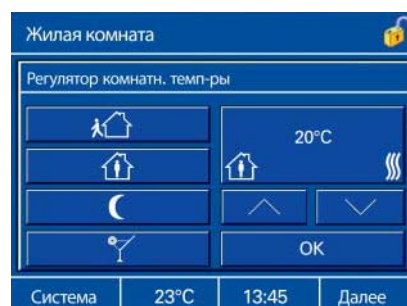 Жилая комната
Регулятор комнатн. темп-ры
20°C
OK
Система 23°C 13:45 Далее